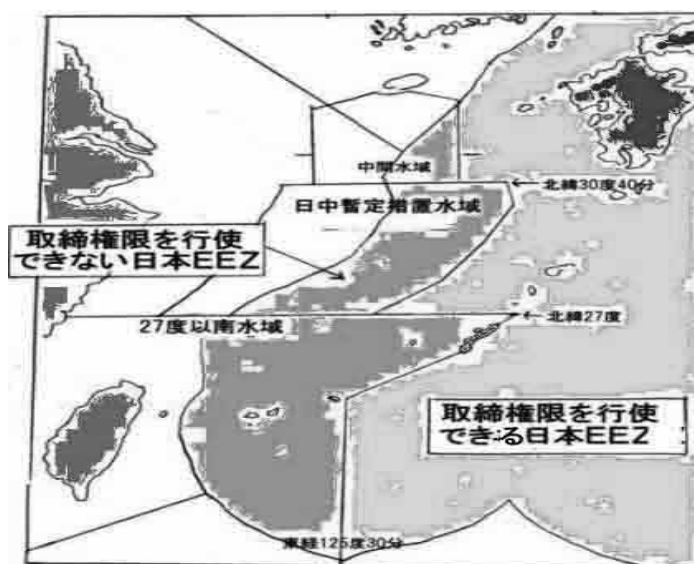 中間水域
北緯30度40分
日中暫定措置水域
取締権限を行使
できない日本EEZ
27度以南水域
北緯27度
取締権限を行使
できる日本EEZ
東経125度30分